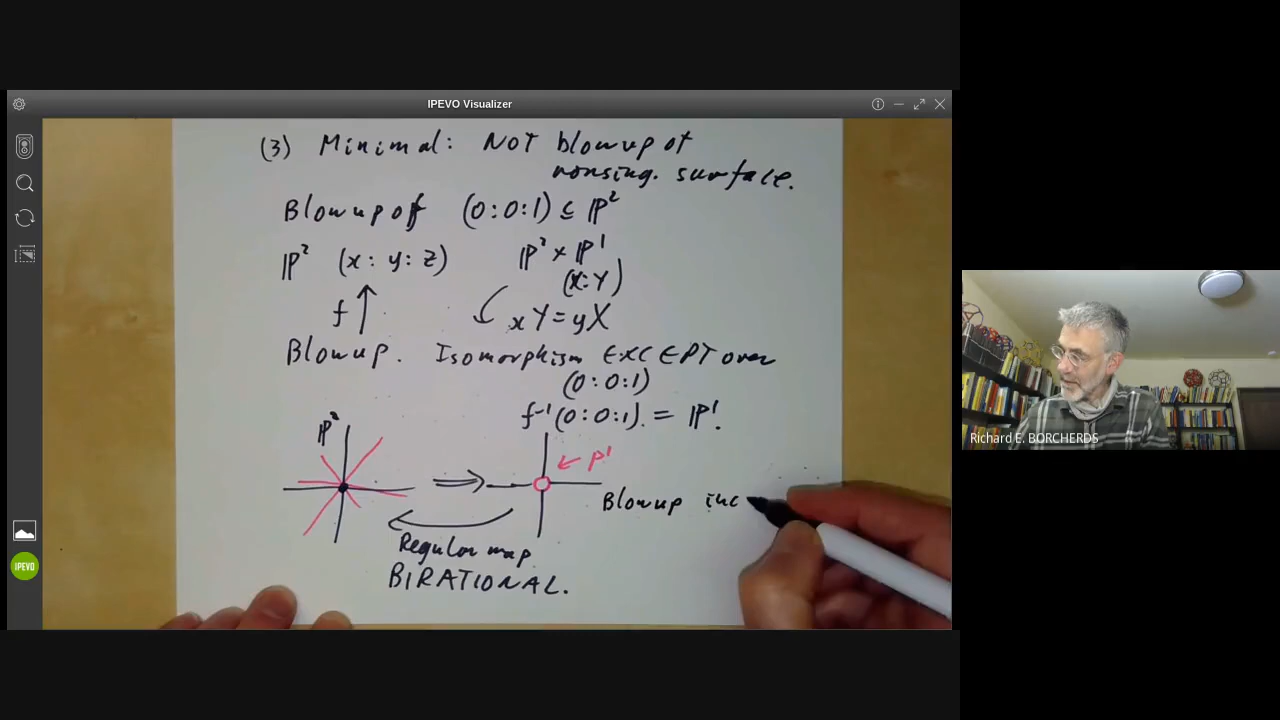 IPEVO Visualizer
(3) Minimal: NOT blowup of
nonsing. surface.
Blowup of (0:0:1) ⊆ ℙ²
ℙ² (x: y: z) ℙ² × ℙ¹
(X:Y)
f xY = yX
Blowup. Isomorphism EXCEPT over
(0:0:1)
f⁻¹(0:0:1). = ℙ¹.
ℙ²
← P¹
Blowup inc
Regular map
BIRATIONAL.
IPEVO
Richard E. BORCHERDS